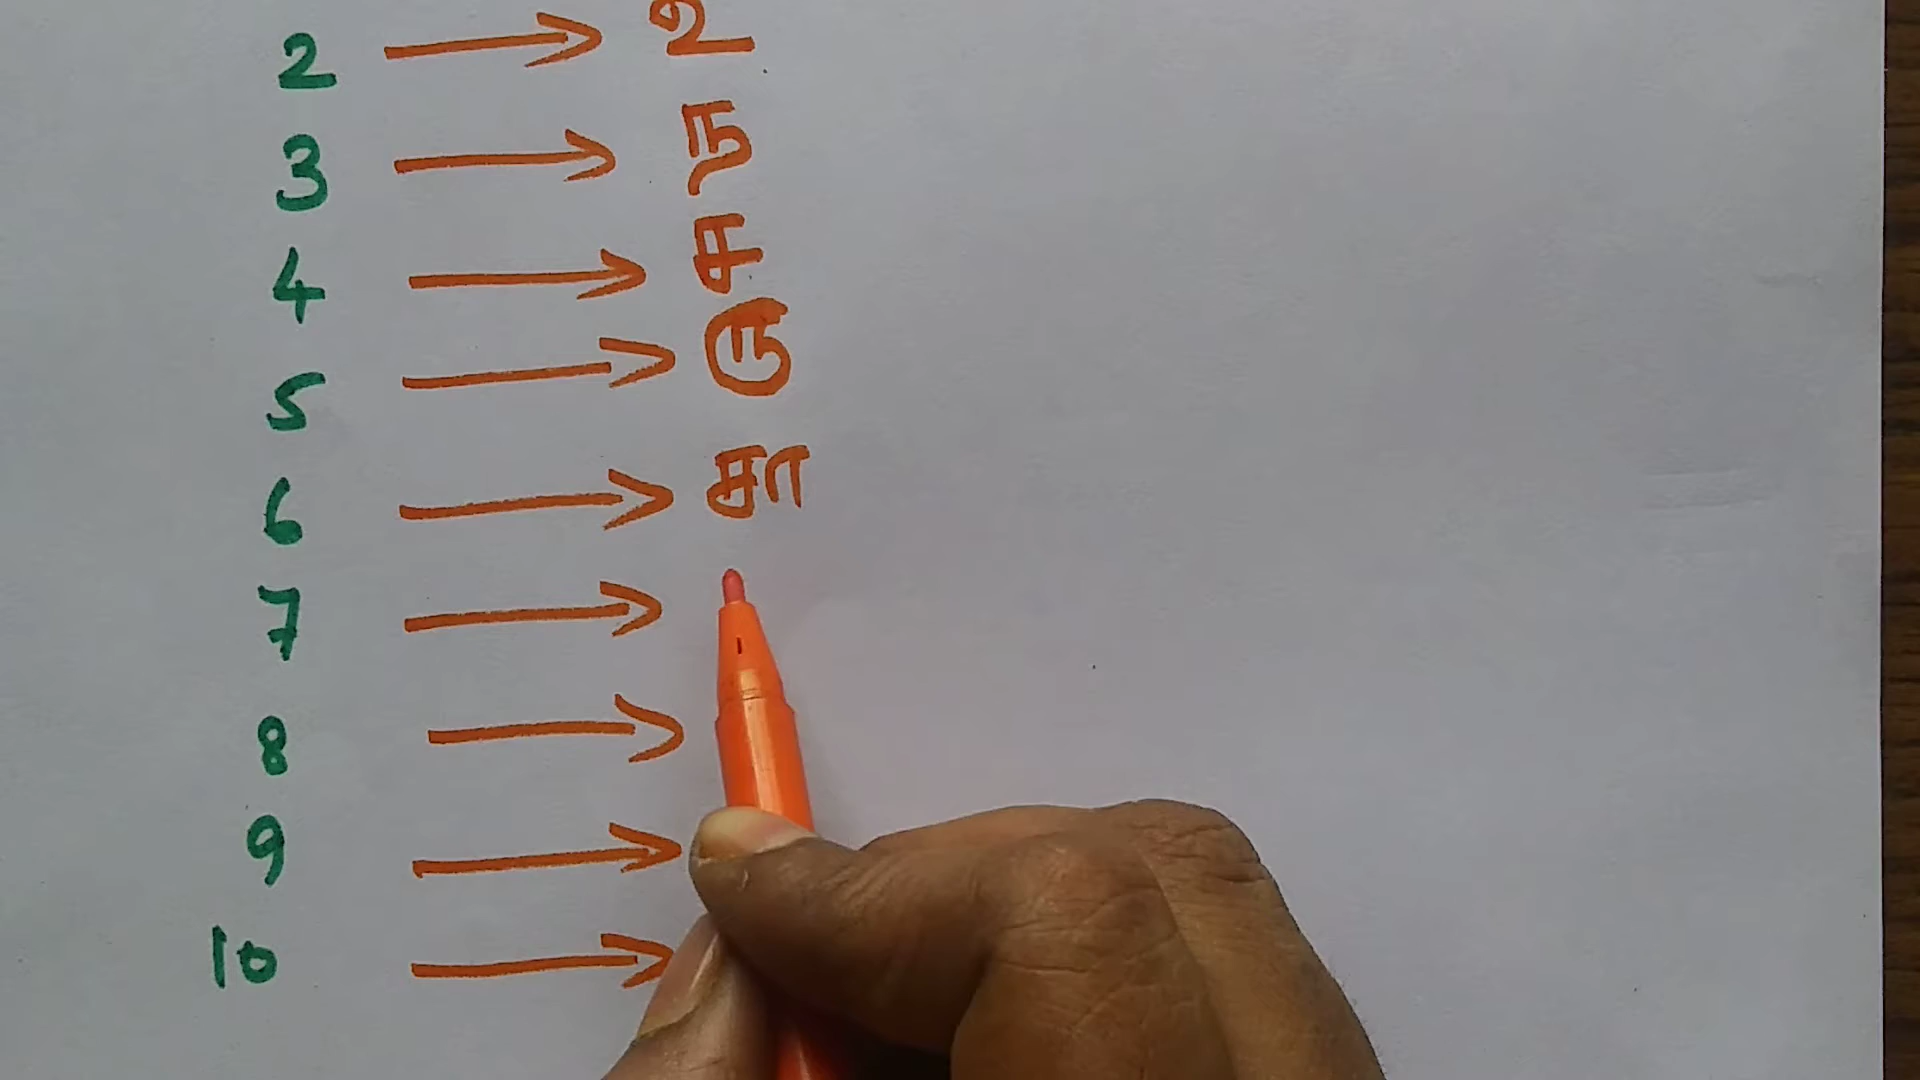 2 → ௨
3 → ௩
4 → ௪
5 → ௫
6 → ௬
7 →
8 →
9 →
10 →